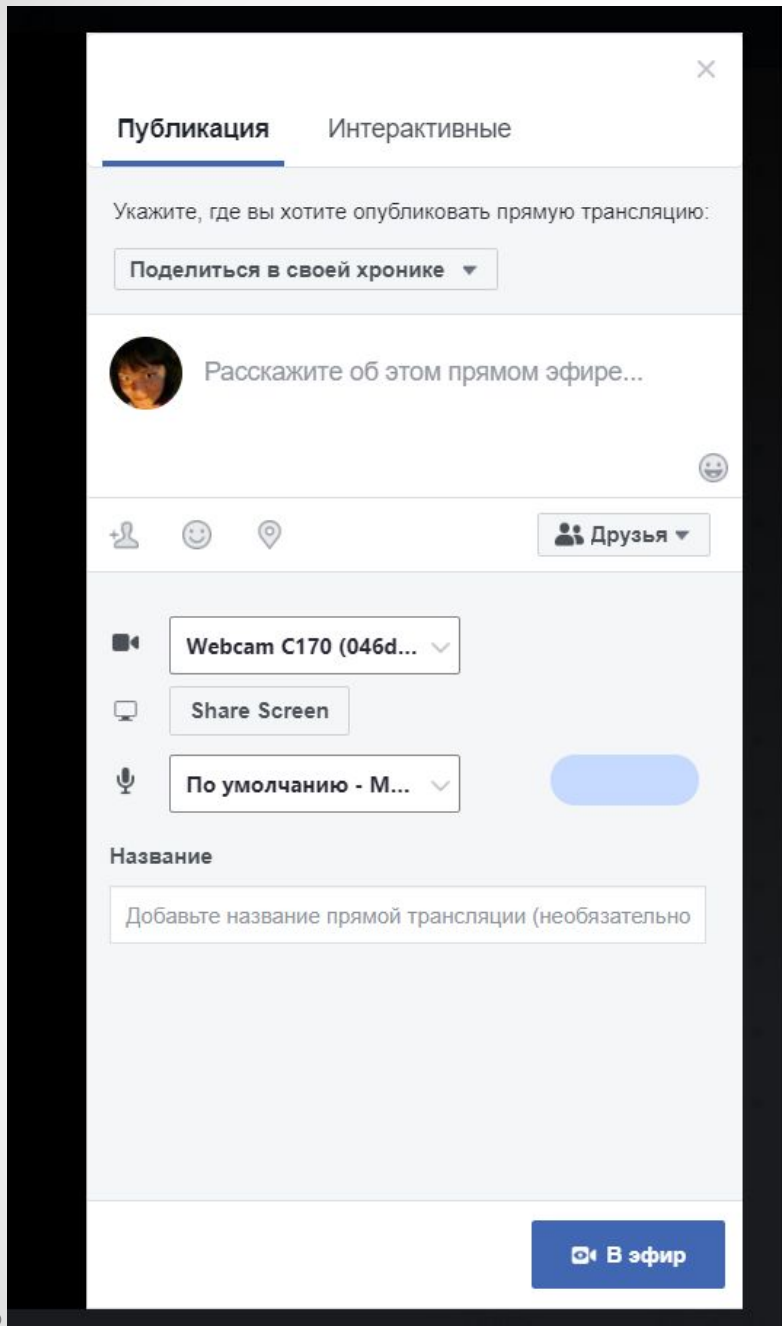 Публикация Интерактивные
Укажите, где вы хотите опубликовать прямую трансляцию:
Поделиться в своей хронике
Расскажите об этом прямом эфире...
Друзья
Webcam C170 (046d...
Share Screen
По умолчанию - M...
Название
Добавьте название прямой трансляции (необязательно
В эфир